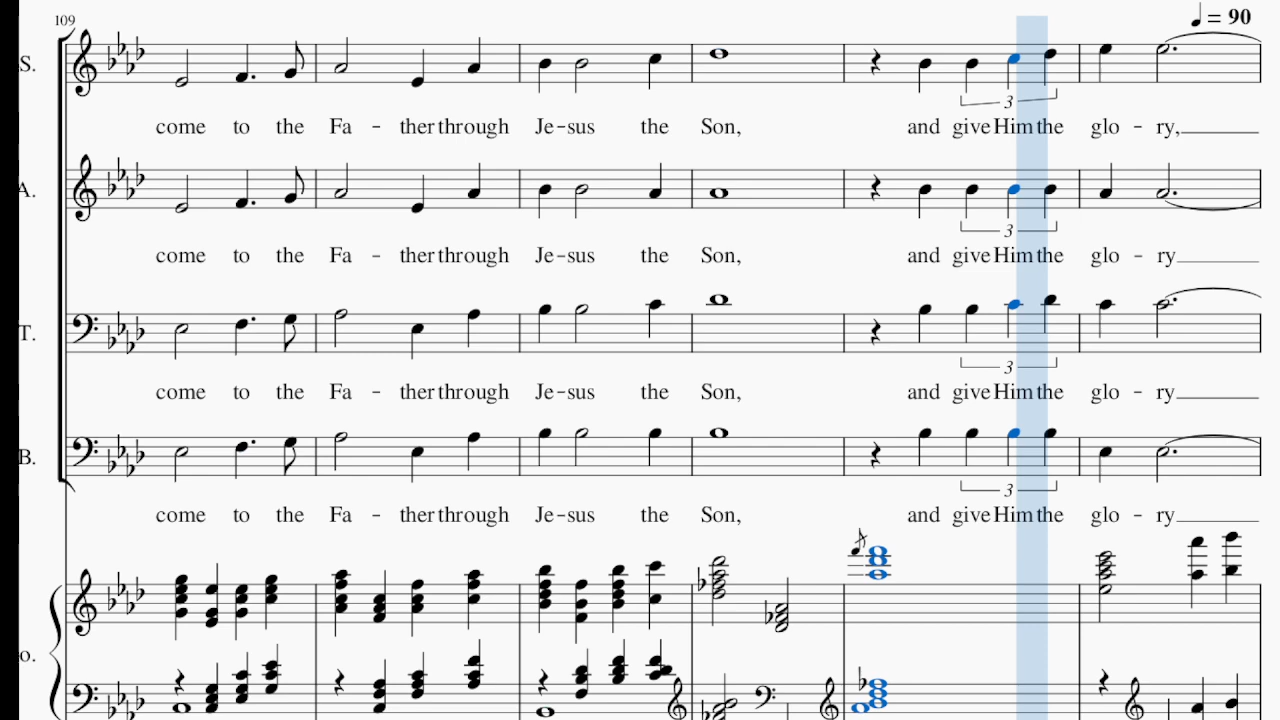 109
♩ = 90
S.
3
come to the Fa - ther through Je - sus the Son, and give Him the glo - ry,
A.
3
come to the Fa - ther through Je - sus the Son, and give Him the glo - ry
T.
3
come to the Fa - ther through Je - sus the Son, and give Him the glo - ry
B.
3
come to the Fa - ther through Je - sus the Son, and give Him the glo - ry
o.